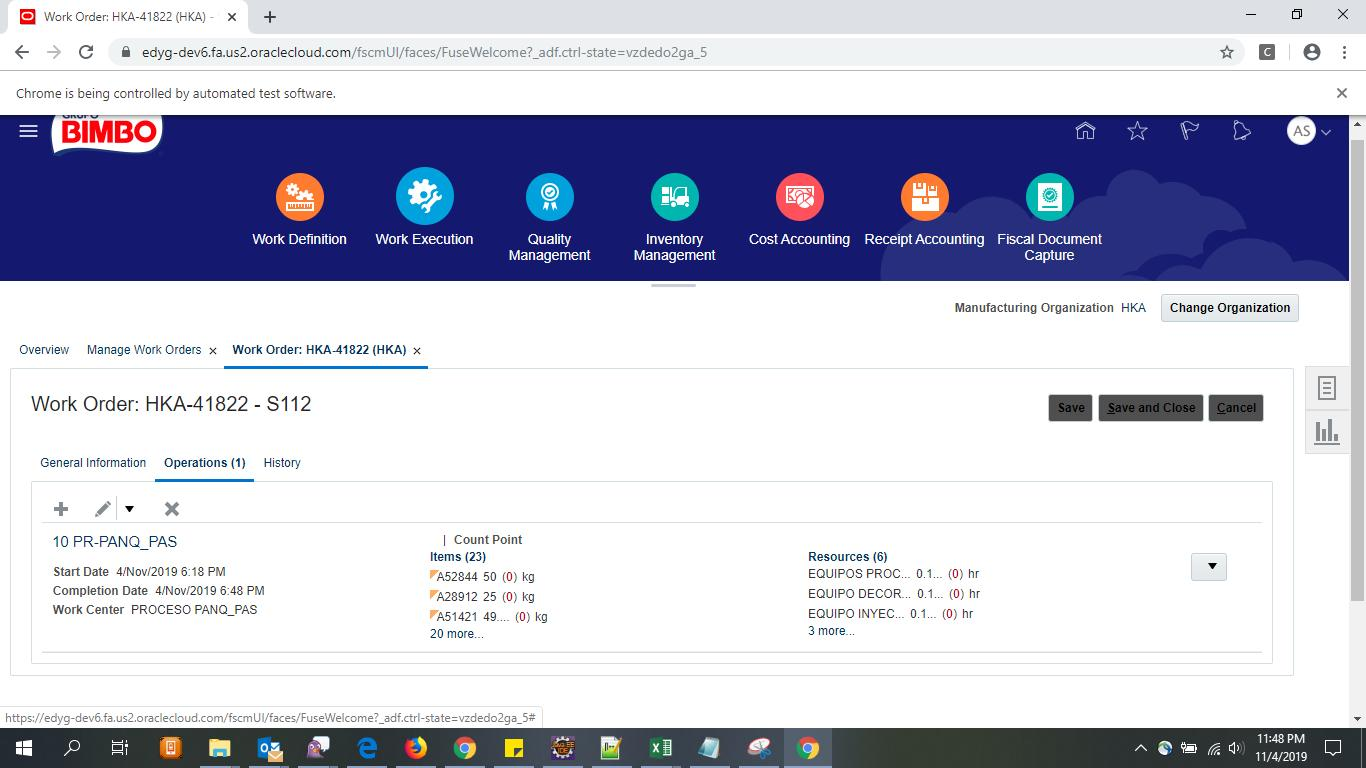 Work Order: HKA-41822 (HKA) -
edyg-dev6.fa.us2.oraclecloud.com/fscmUI/faces/FuseWelcome?_adf.ctrl-state=vzdedo2ga_5
C
Chrome is being controlled by automated test software.
GRUPO
BIMBO
AS
Work Definition
Work Execution
Quality Management
Inventory Management
Cost Accounting
Receipt Accounting
Fiscal Document Capture
Manufacturing Organization HKA
Change Organization
Overview
Manage Work Orders
Work Order: HKA-41822 (HKA)
Work Order: HKA-41822 - S112
Save
Save and Close
Cancel
General Information
Operations (1)
History
10 PR-PANQ_PAS
Start Date 4/Nov/2019 6:18 PM
Completion Date 4/Nov/2019 6:48 PM
Work Center PROCESO PANQ_PAS
| Count Point
Items (23)
A52844 50 (0) kg
A28912 25 (0) kg
A51421 49.... (0) kg
20 more...
Resources (6)
EQUIPOS PROC... 0.1... (0) hr
EQUIPO DECOR... 0.1... (0) hr
EQUIPO INYEC... 0.1... (0) hr
3 more...
https://edyg-dev6.fa.us2.oraclecloud.com/fscmUI/faces/FuseWelcome?_adf.ctrl-state=vzdedo2ga_5#
11:48 PM
11/4/2019